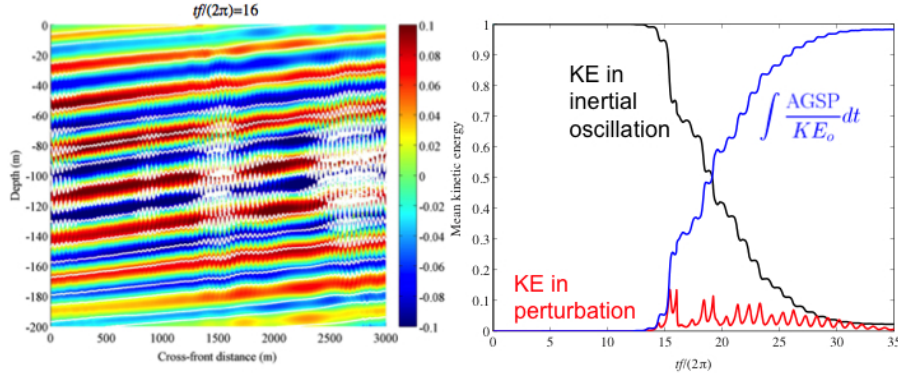 tf/(2π)=16
0
-20
-40
-60
-80
-100
-120
-140
-160
-180
-200
Depth (m)
0 500 1000 1500 2000 2500 3000
Cross-front distance (m)
0.1
0.08
0.06
0.04
0.02
0
-0.02
-0.04
-0.06
-0.08
-0.1
1
0.9
0.8
0.7
0.6
0.5
0.4
0.3
0.2
0.1
0
Mean kinetic energy
KE in
inertial
oscillation
∫ AGSP/KE_o dt
KE in
perturbation
0 5 10 15 20 25 30 35
tf/(2π)